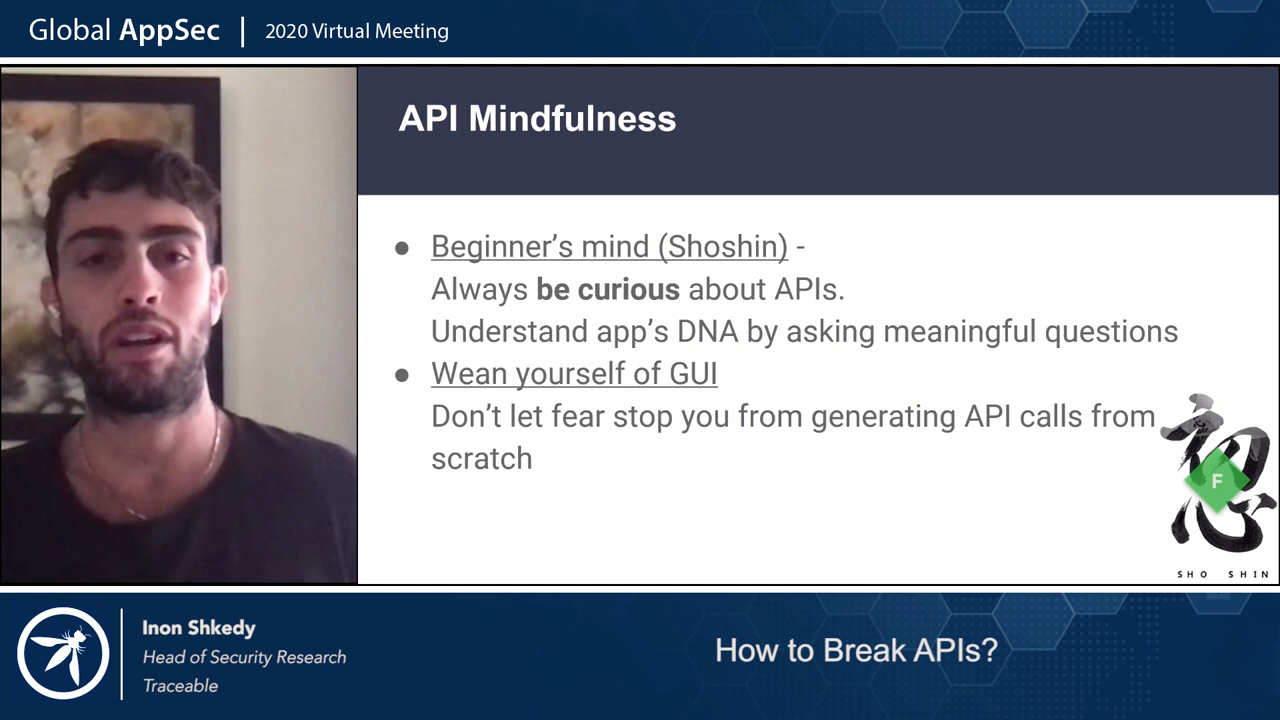 Global AppSec | 2020 Virtual Meeting
API Mindfulness
● Beginner’s mind (Shoshin) -
Always be curious about APIs.
Understand app’s DNA by asking meaningful questions
● Wean yourself of GUI
Don’t let fear stop you from generating API calls from
scratch
初心
F
SHO SHIN
Inon Shkedy
Head of Security Research
Traceable
How to Break APIs?